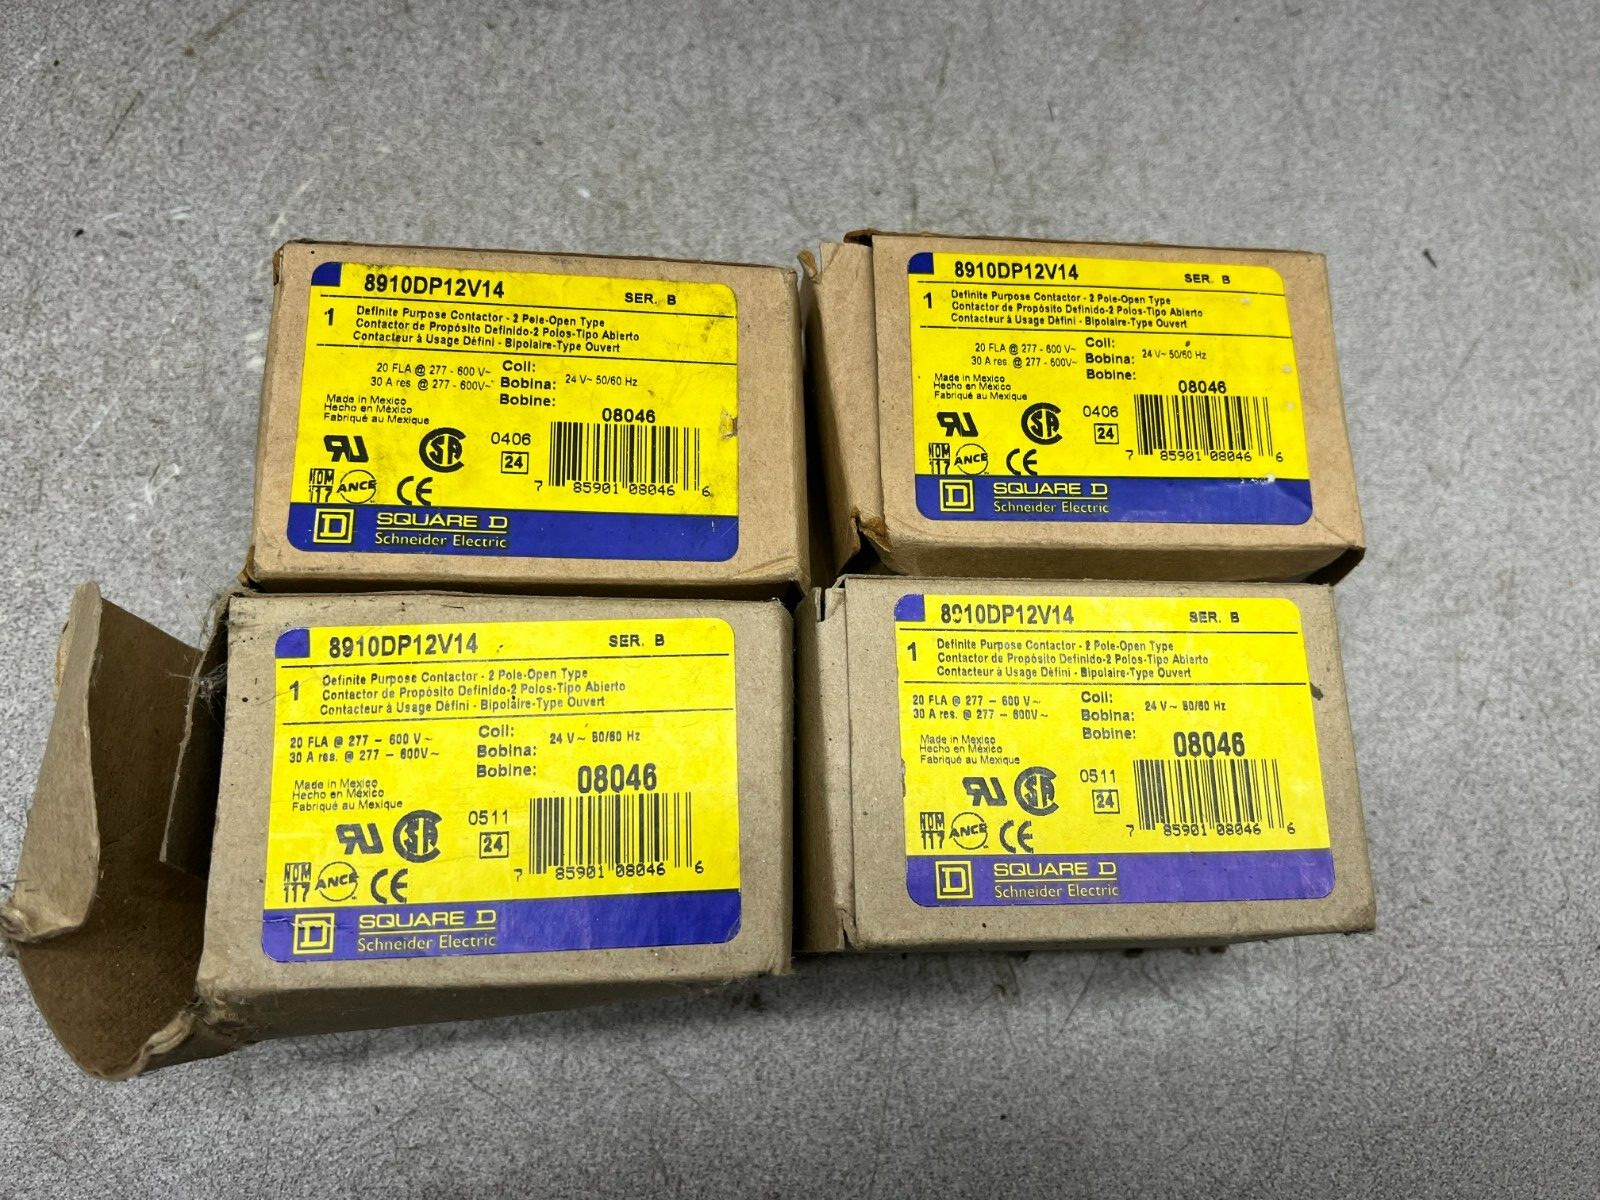 8910DP12V14 SER. B
1 Definite Purpose Contactor - 2 Pole-Open Type
Contactor de Propósito Definido-2 Polos-Tipo Abierto
Contacteur à Usage Défini - Bipolaire-Type Ouvert
20 FLA @ 277 - 600 V~ Coil:
30 A res @ 277 - 600V~ Bobina: 24 V~ 50/60 Hz
Bobine:
Made in Mexico
Hecho en México
Fabriqué au Mexique
08046
0406
24
NOM
117 ANCE CE
7 85901 08046 6
D SQUARE D
Schneider Electric
8910DP12V14 SER. B
1 Definite Purpose Contactor - 2 Pole-Open Type
Contactor de Propósito Definido-2 Polos-Tipo Abierto
Contacteur à Usage Défini - Bipolaire-Type Ouvert
20 FLA @ 277 - 600 V~ Coil:
30 A res @ 277 - 600V~ Bobina: 24 V~ 50/60 Hz
Bobine:
Made in Mexico
Hecho en México
Fabriqué au Mexique
08046
0406
24
NOM
117 ANCE CE
7 85901 08046 6
D SQUARE D
Schneider Electric
8910DP12V14 SER. B
1 Definite Purpose Contactor - 2 Pole-Open Type
Contactor de Propósito Definido-2 Polos-Tipo Abierto
Contacteur à Usage Défini - Bipolaire-Type Ouvert
20 FLA @ 277 – 600 V~ Coil:
30 A res. @ 277 – 600V~ Bobina: 24 V~ 50/60 Hz
Bobine:
Made in Mexico
Hecho en México
Fabriqué au Mexique
08046
0511
24
NOM
117 ANCE CE
7 85901 08046 6
D SQUARE D
Schneider Electric
8910DP12V14 SER. B
1 Definite Purpose Contactor - 2 Pole-Open Type
Contactor de Propósito Definido-2 Polos-Tipo Abierto
Contacteur à Usage Défini - Bipolaire-Type Ouvert
20 FLA @ 277 – 600 V~ Coil:
30 A res. @ 277 – 600V~ Bobina: 24 V~ 50/60 Hz
Bobine:
Made in Mexico
Hecho en México
Fabriqué au Mexique
08046
0511
24
NOM
117 ANCE CE
7 85901 08046 6
D SQUARE D
Schneider Electric